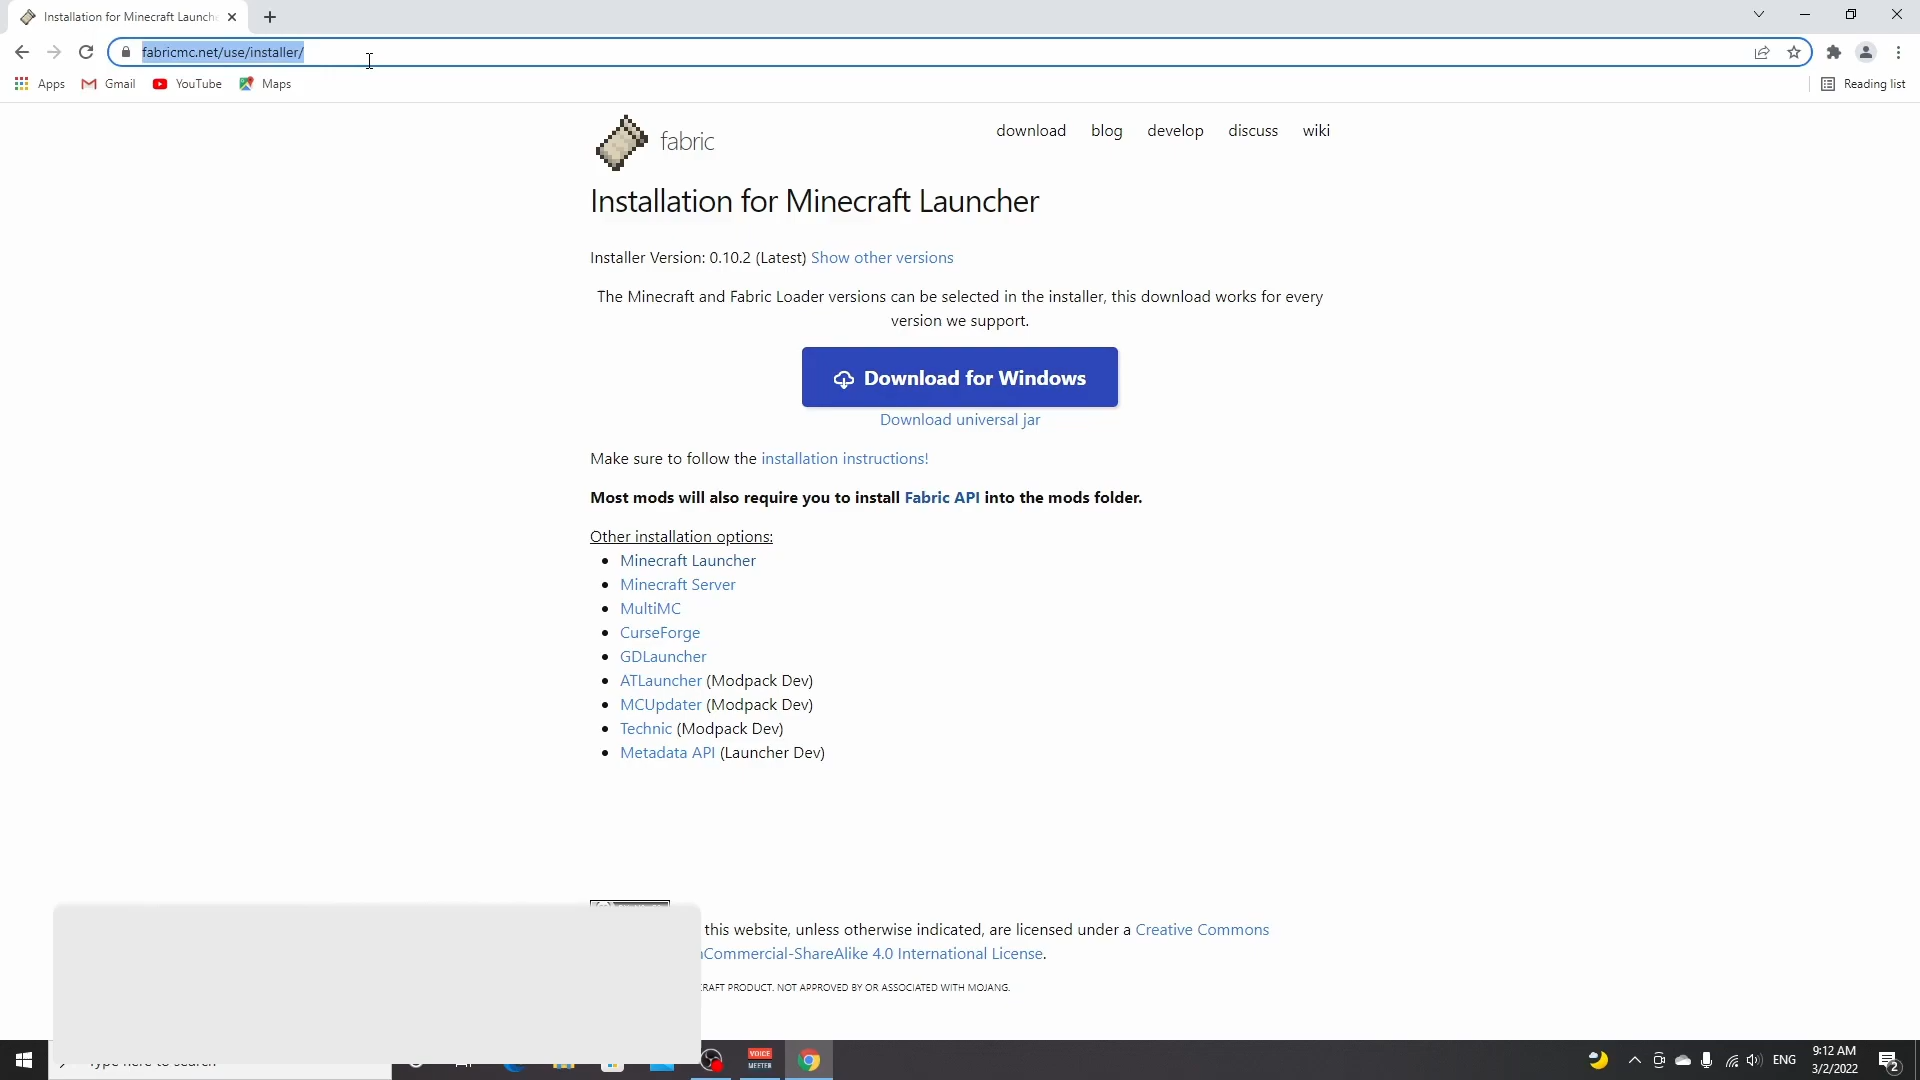 Installation for Minecraft Launche
fabricmc.net/use/installer/
Apps
Gmail
YouTube
Maps
Reading list
fabric
download
blog
develop
discuss
wiki
Installation for Minecraft Launcher
Installer Version: 0.10.2 (Latest) Show other versions
The Minecraft and Fabric Loader versions can be selected in the installer, this download works for every
version we support.
Download for Windows
Download universal jar
Make sure to follow the installation instructions!
Most mods will also require you to install Fabric API into the mods folder.
Other installation options:
Minecraft Launcher
Minecraft Server
MultiMC
CurseForge
GDLauncher
ATLauncher (Modpack Dev)
MCUpdater (Modpack Dev)
Technic (Modpack Dev)
Metadata API (Launcher Dev)
this website, unless otherwise indicated, are licensed under a Creative Commons
Commercial-ShareAlike 4.0 International License.
CRAFT PRODUCT. NOT APPROVED BY OR ASSOCIATED WITH MOJANG.
VOICE
MEETER
ENG
9:12 AM
3/2/2022
2